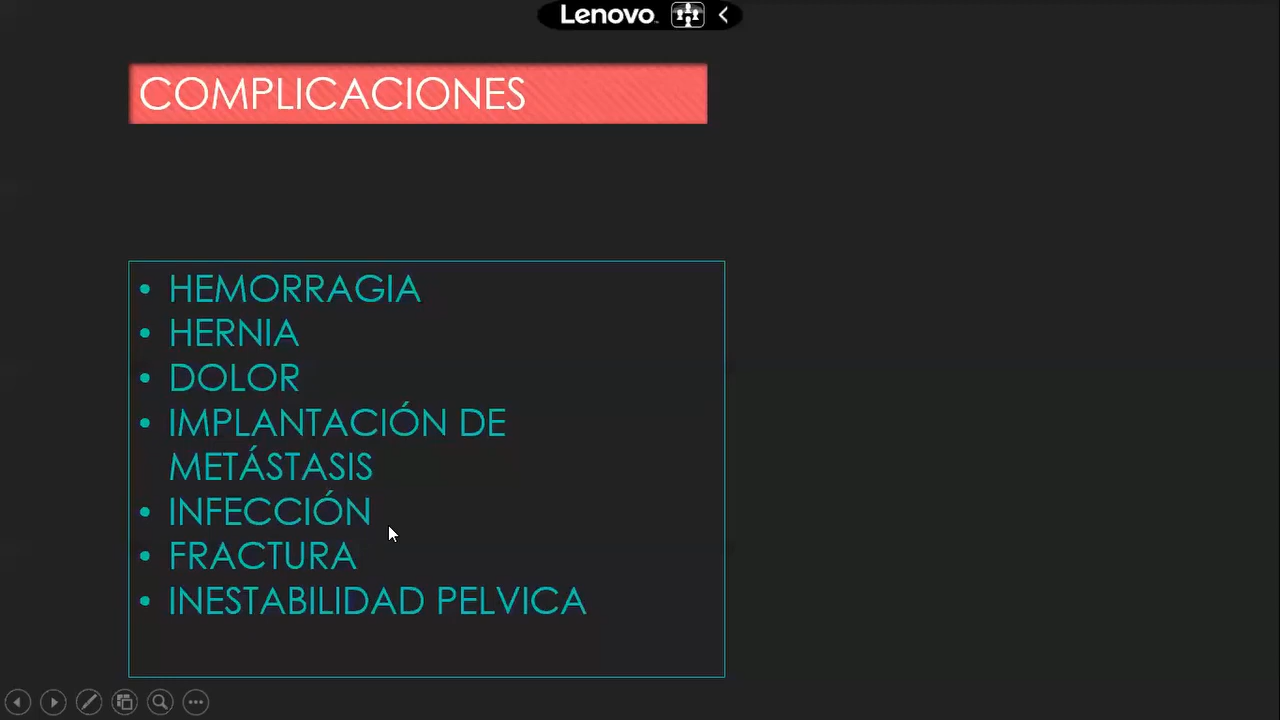 Lenovo
COMPLICACIONES
• HEMORRAGIA
• HERNIA
• DOLOR
• IMPLANTACIÓN DE
METÁSTASIS
• INFECCIÓN
• FRACTURA
• INESTABILIDAD PELVICA